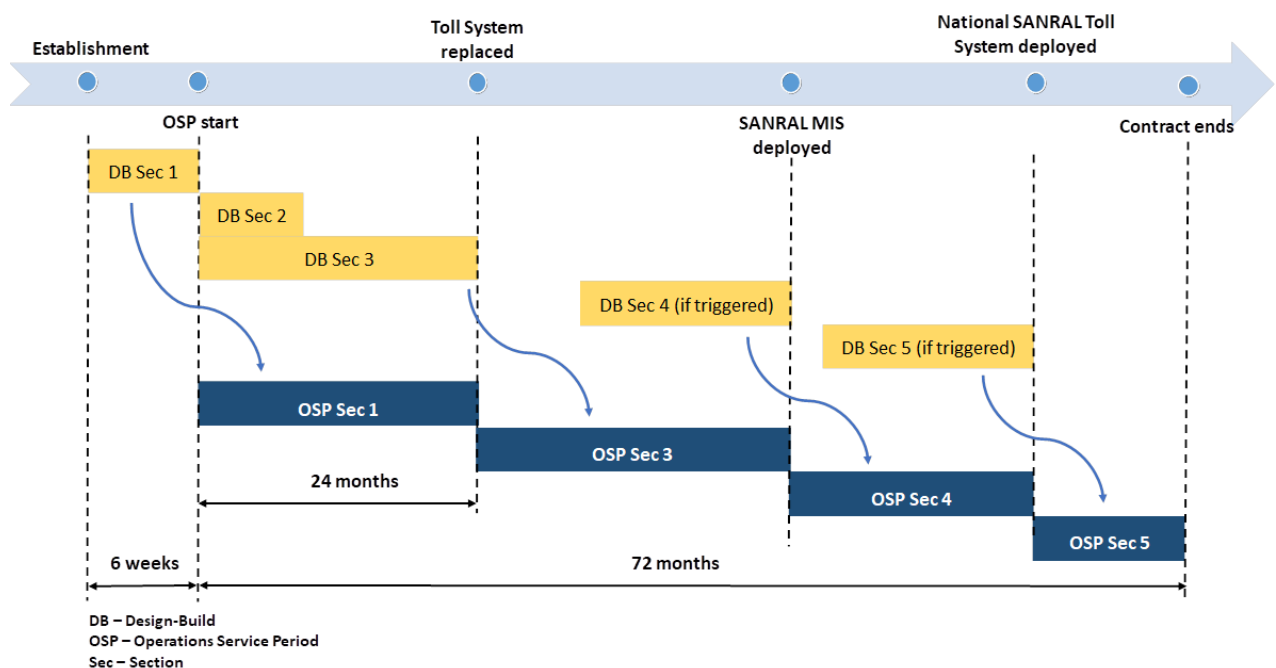 Establishment
Toll System
replaced
National SANRAL Toll
System deployed
OSP start
SANRAL MIS
deployed
Contract ends
DB Sec 1
DB Sec 2
DB Sec 3
DB Sec 4 (if triggered)
DB Sec 5 (if triggered)
OSP Sec 1
OSP Sec 3
24 months
OSP Sec 4
OSP Sec 5
6 weeks
72 months
DB – Design-Build
OSP – Operations Service Period
Sec – Section